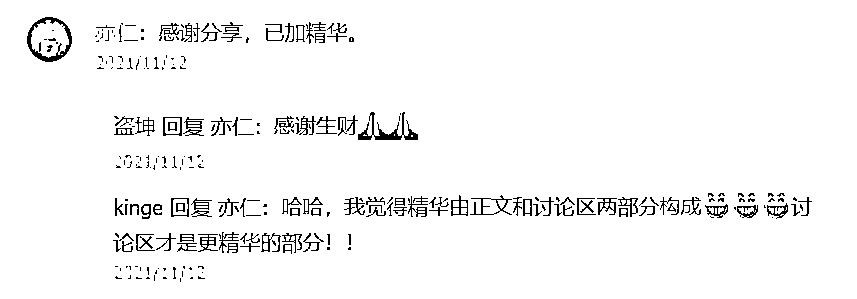 亦仁：感谢分享，已加精华。
2021/11/12
盗坤 回复 亦仁：感谢生财🙏🙏
2021/11/12
kinge 回复 亦仁：哈哈，我觉得精华由正文和讨论区两部分构成😂😂😂讨
论区才是更精华的部分！！
2021/11/12